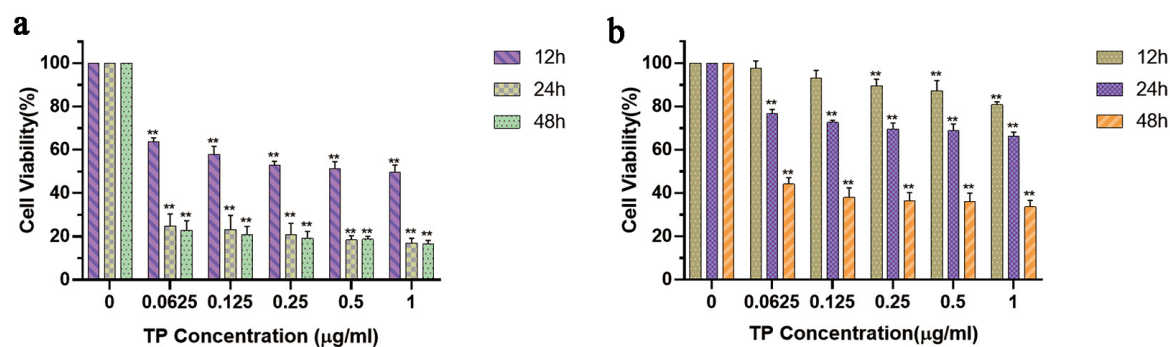 a
Cell Viability(%)
100
80
60
40
20
0
** ** **
** ** **
** ** **
** ** **
** ** **
0 0.0625 0.125 0.25 0.5 1
TP Concentration (μg/ml)
12h
24h
48h
b
Cell Viability(%)
100
80
60
40
20
0
** **
** **
** ** **
** ** **
** ** **
0 0.0625 0.125 0.25 0.5 1
TP Concentration(μg/ml)
12h
24h
48h